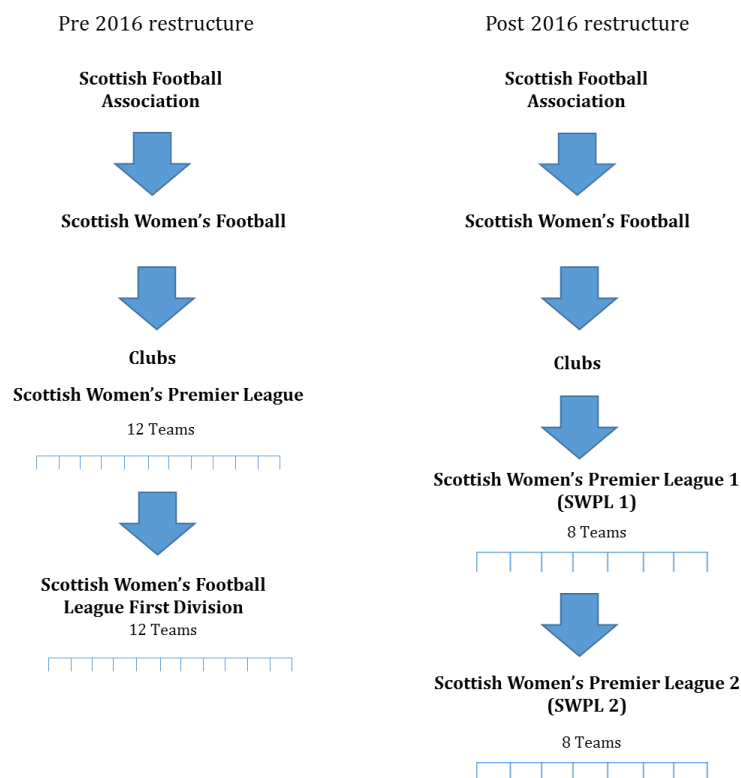 Pre 2016 restructure
Scottish Football
Association
Scottish Women's Football
Clubs
Scottish Women's Premier League
12 Teams
Scottish Women's Football
League First Division
12 Teams
Post 2016 restructure
Scottish Football
Association
Scottish Women's Football
Clubs
Scottish Women's Premier League 1
(SWPL 1)
8 Teams
Scottish Women's Premier League 2
(SWPL 2)
8 Teams